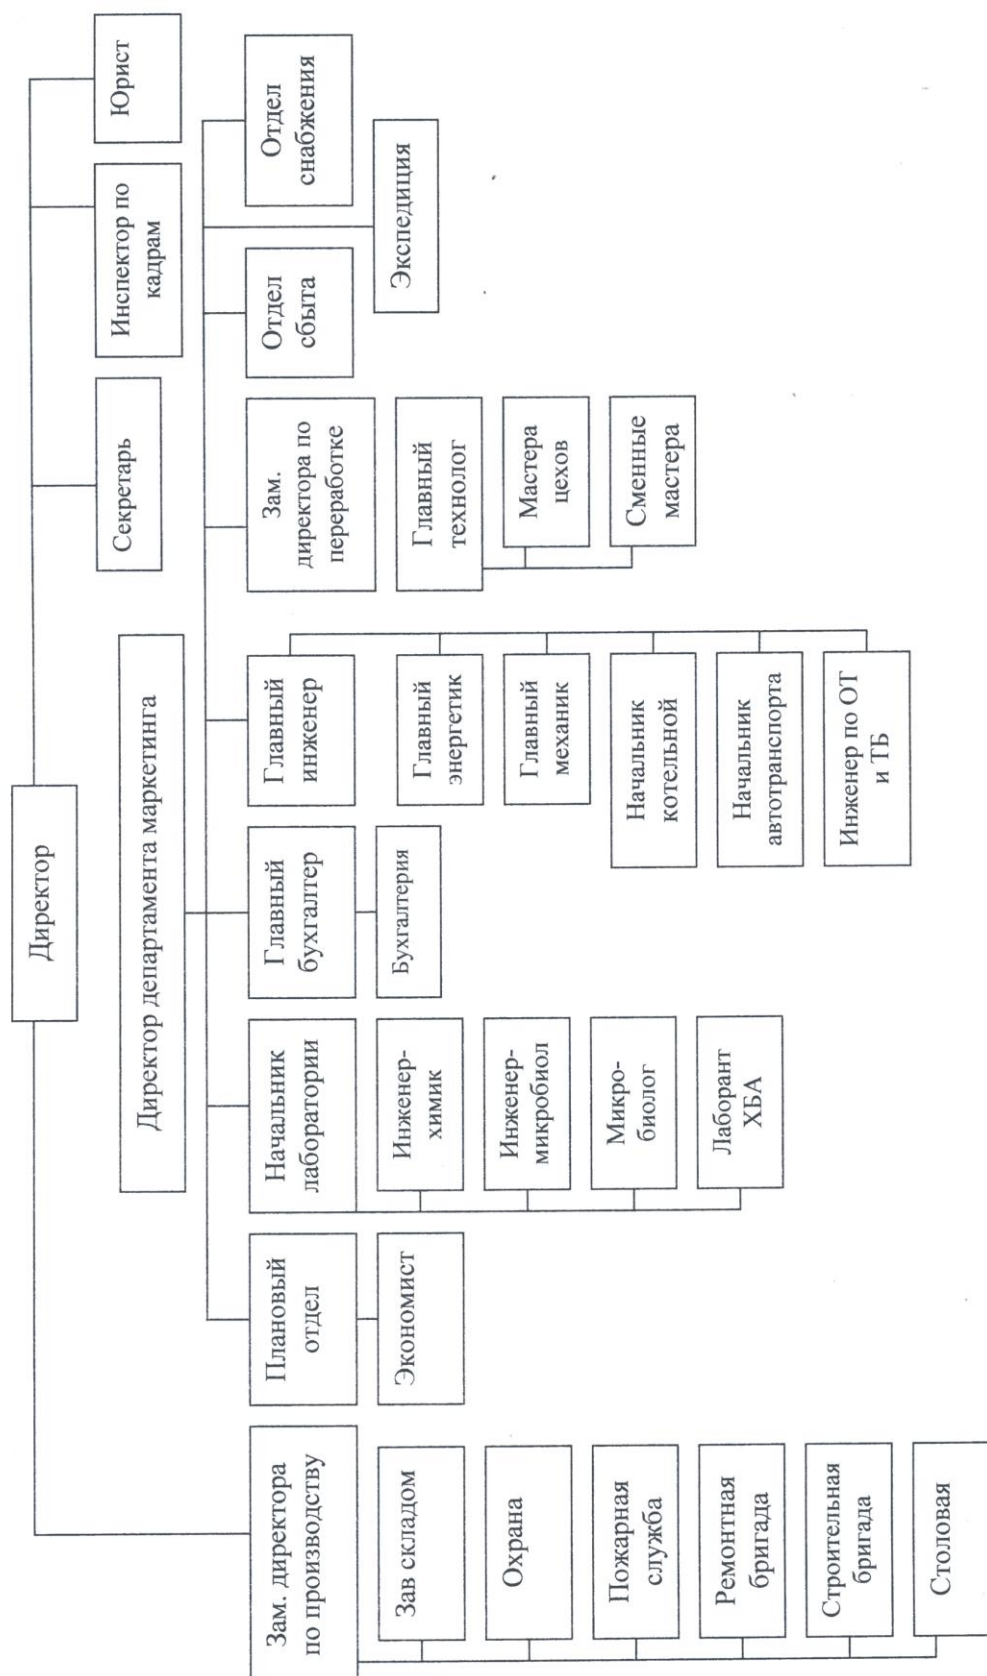 Директор
Секретарь
Инспектор по
кадрам
Юрист
Директор департамента маркетинга
Зам. директора
по производству
Плановый
отдел
Начальник
лаборатории
Главный
бухгалтер
Главный
инженер
Зам.
директора по
переработке
Отдел
сбыта
Отдел
снабжения
Зав складом
Охрана
Пожарная
служба
Ремонтная
бригада
Строительная
бригада
Столовая
Экономист
Инженер-
химик
Инженер-
микробиол
Микро-
биолог
Лаборант
ХБА
Бухгалтерия
Главный
энергетик
Главный
механик
Начальник
котельной
Начальник
автотранспорта
Инженер по ОТ
и ТБ
Главный
технолог
Мастера
цехов
Сменные
мастера
Экспедиция